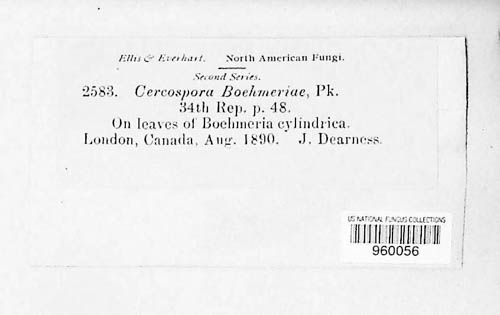 Ellis & Everhart. North American Fungi.
Second Series.
2583. Cercospora Boehmeriae, Pk.
34th Rep. p. 48.
On leaves of Boehmeria cylindrica.
London, Canada, Aug. 1890. J. Dearness.
US NATIONAL FUNGUS COLLECTIONS
960056